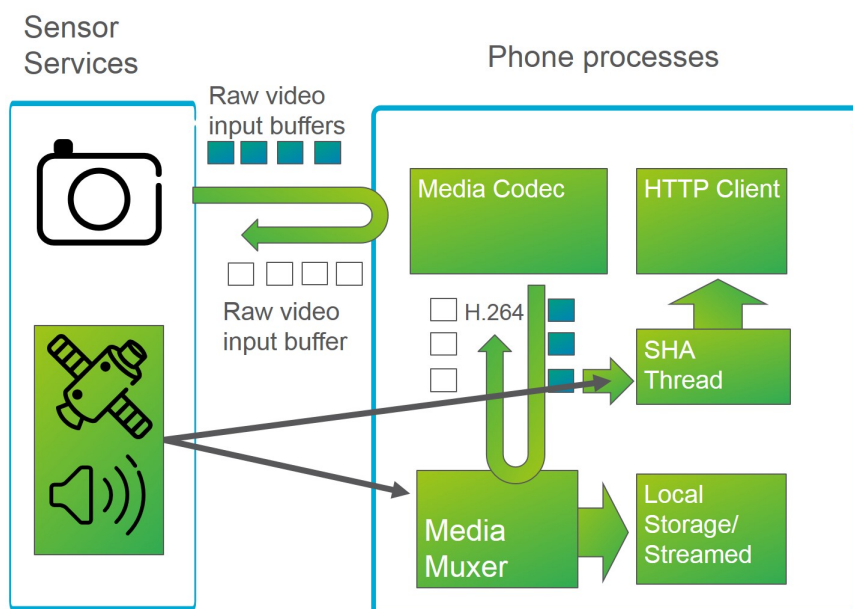 Sensor
Services
Phone processes
Raw video
input buffers
Media Codec
HTTP Client
Raw video
input buffer
H.264
SHA
Thread
Media
Muxer
Local
Storage/
Streamed